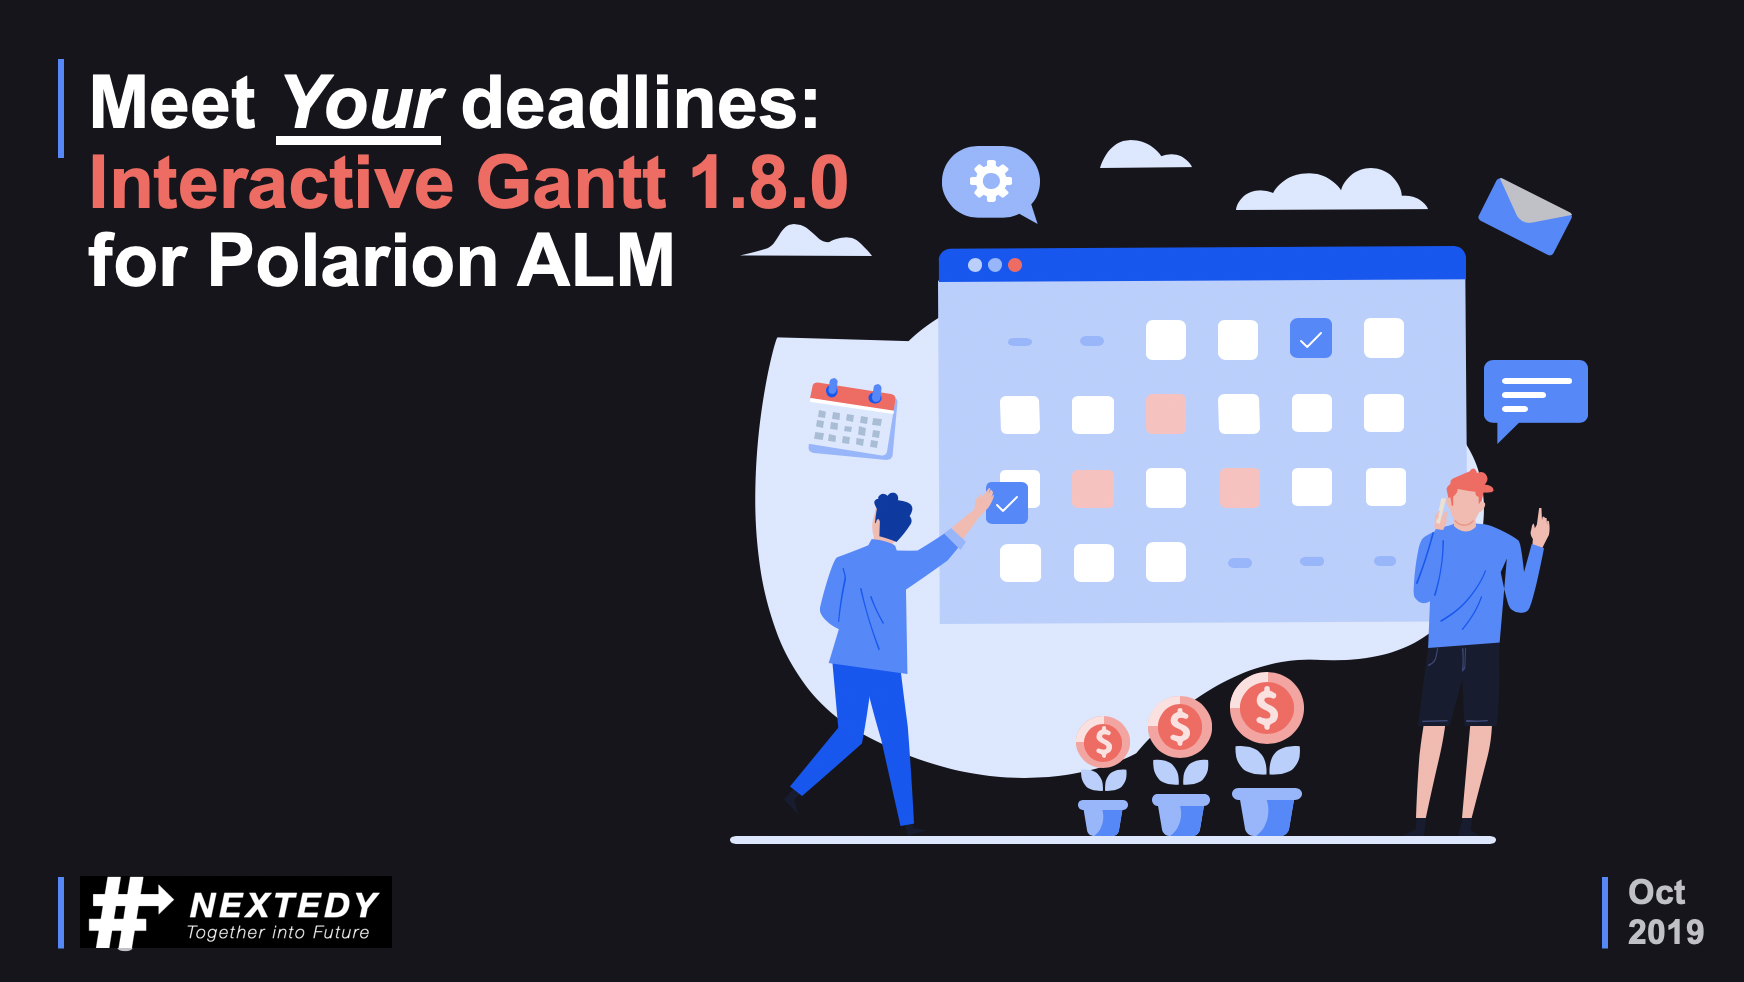 Meet Your deadlines:
Interactive Gantt 1.8.0
for Polarion ALM
$
$
$
NEXTEDY
Together into Future
Oct
2019